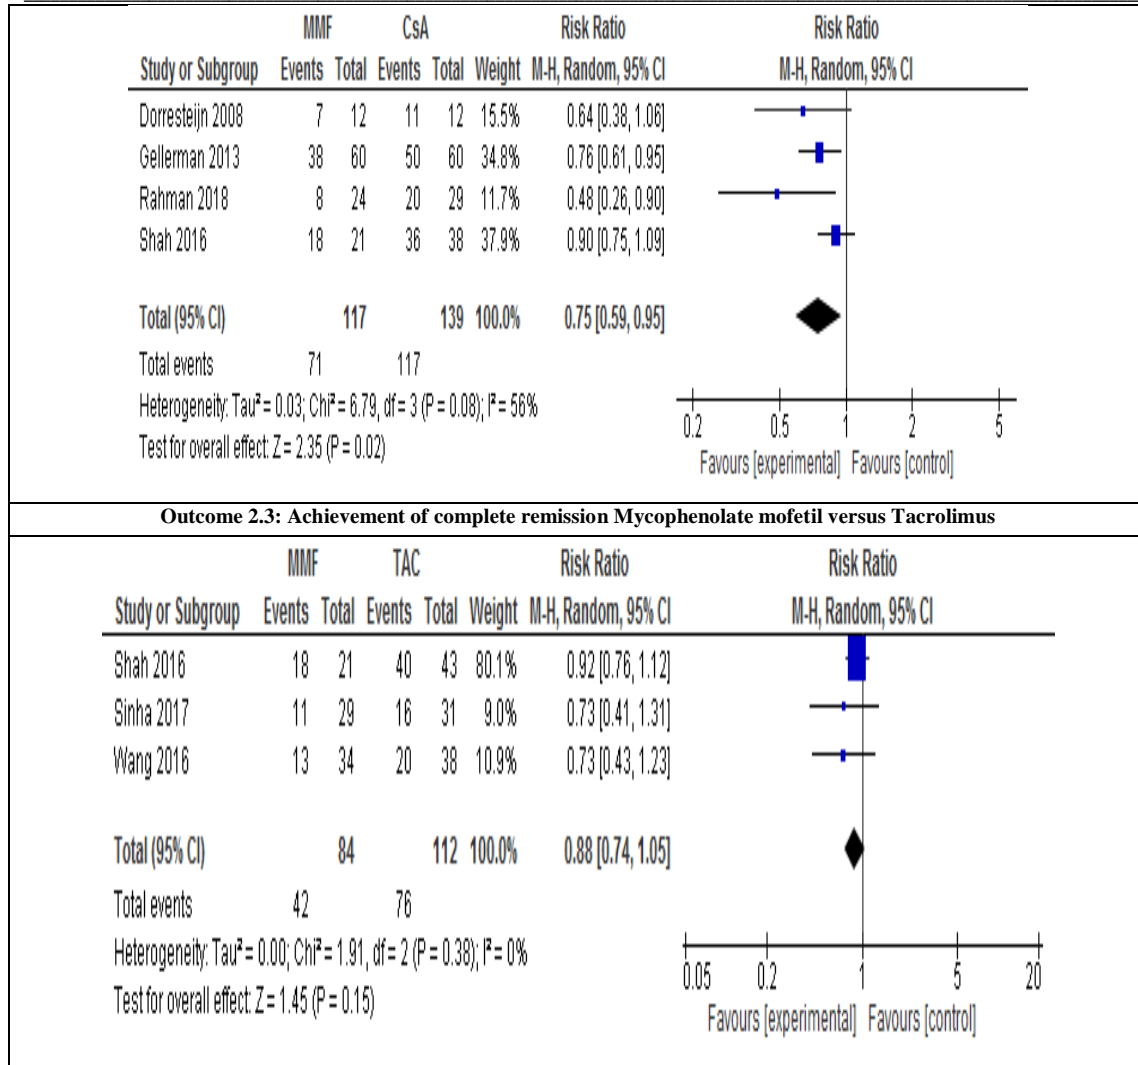 MMF CsA Risk Ratio Risk Ratio
Study or Subgroup Events Total Events Total Weight M-H, Random, 95% CI M-H, Random, 95% CI
Dorresteijn 2008 7 12 11 12 15.5% 0.64 [0.38, 1.06]
Gellerman 2013 38 60 50 60 34.8% 0.76 [0.61, 0.95]
Rahman 2018 8 24 20 29 11.7% 0.48 [0.26, 0.90]
Shah 2016 18 21 36 38 37.9% 0.90 [0.75, 1.09]
Total (95% CI) 117 139 100.0% 0.75 [0.59, 0.95]
Total events 71 117
Heterogeneity: Tau² = 0.03; Chi² = 6.79, df = 3 (P = 0.08); I² = 56%
Test for overall effect: Z = 2.35 (P = 0.02)
0.2 0.5 1 2 5
Favours [experimental] Favours [control]
Outcome 2.3: Achievement of complete remission Mycophenolate mofetil versus Tacrolimus
MMF TAC Risk Ratio Risk Ratio
Study or Subgroup Events Total Events Total Weight M-H, Random, 95% CI M-H, Random, 95% CI
Shah 2016 18 21 40 43 80.1% 0.92 [0.76, 1.12]
Sinha 2017 11 29 16 31 9.0% 0.73 [0.41, 1.31]
Wang 2016 13 34 20 38 10.9% 0.73 [0.43, 1.23]
Total (95% CI) 84 112 100.0% 0.88 [0.74, 1.05]
Total events 42 76
Heterogeneity: Tau² = 0.00; Chi² = 1.91, df = 2 (P = 0.38); I² = 0%
Test for overall effect: Z = 1.45 (P = 0.15)
0.05 0.2 1 5 20
Favours [experimental] Favours [control]